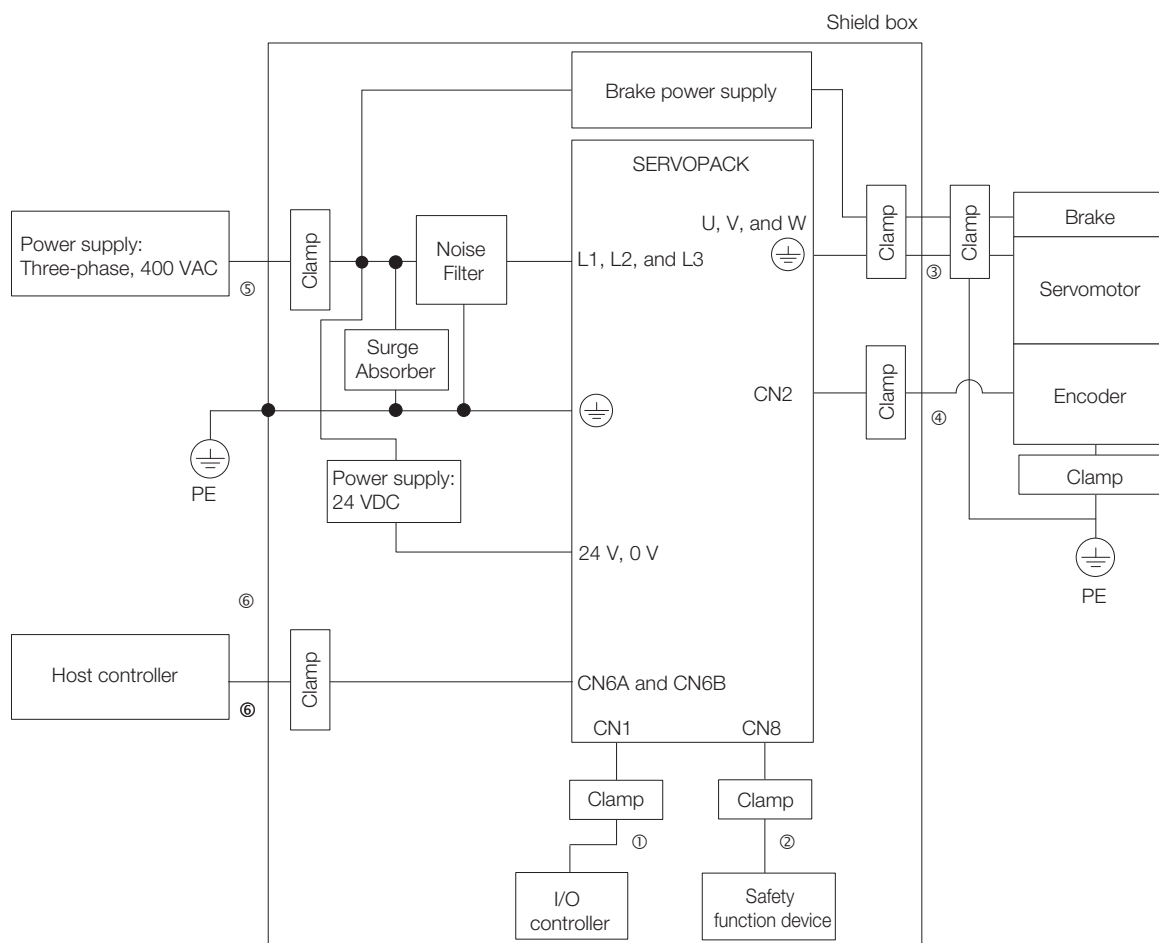 Shield box
Brake power supply
SERVOPACK
U, V, and W
Clamp
Clamp
Brake
Power supply:
Three-phase, 400 VAC
Clamp
Noise
Filter
L1, L2, and L3
⑤
③
Servomotor
Surge
Absorber
CN2
Clamp
④
Encoder
PE
Power supply:
24 VDC
Clamp
24 V, 0 V
PE
⑥
Host controller
Clamp
CN6A and CN6B
⑥
CN1
CN8
Clamp
Clamp
①
②
I/O
controller
Safety
function device